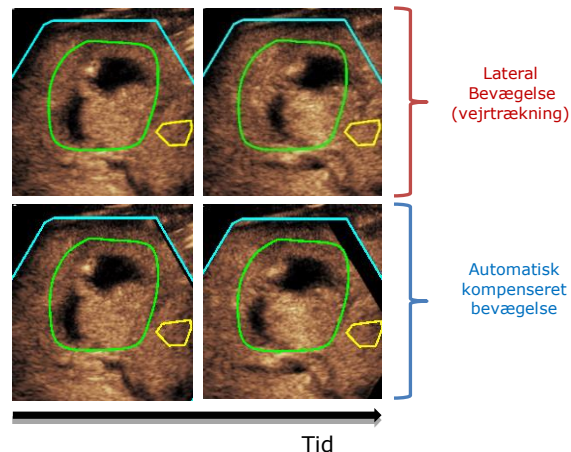 Lateral
Bevægelse
(vejrtrækning)
Automatisk
kompenseret
bevægelse
Tid